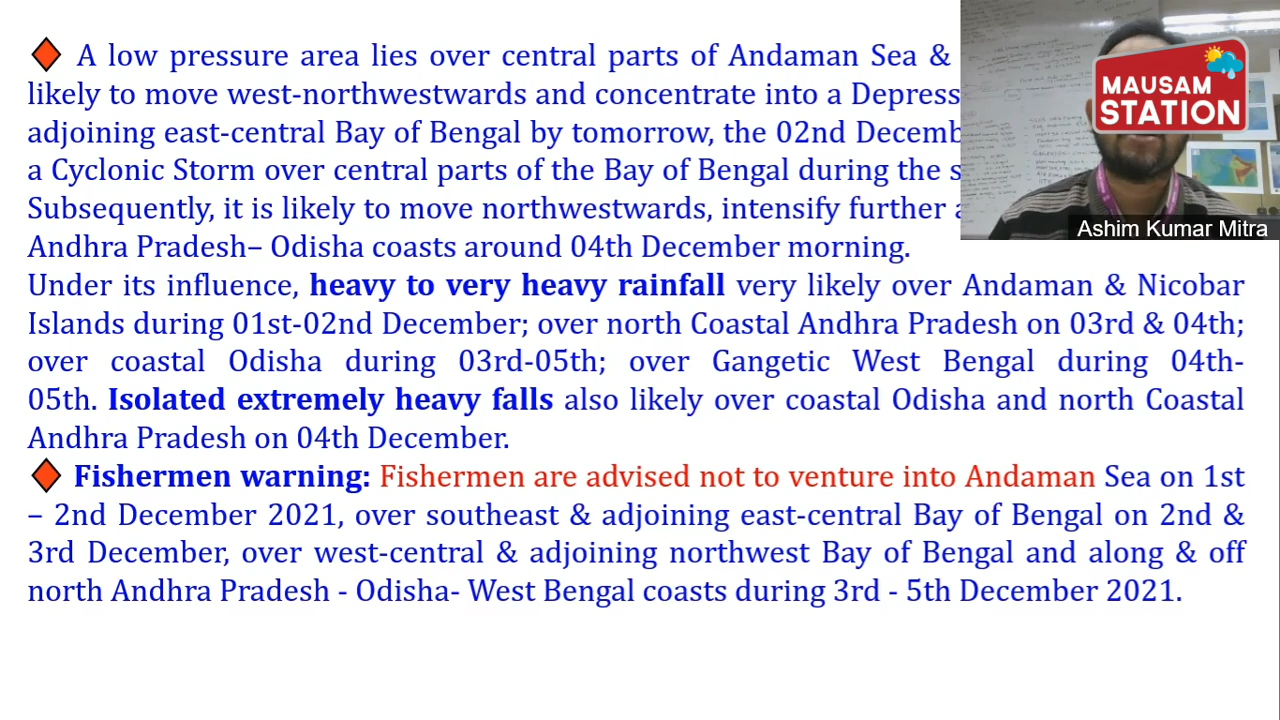 A low pressure area lies over central parts of Andaman Sea &
likely to move west-northwestwards and concentrate into a
adjoining east-central Bay of Bengal by tomorrow, the 02nd
a Cyclonic Storm over central parts of the Bay of Bengal during the
Subsequently, it is likely to move northwestwards, intensify further
Andhra Pradesh– Odisha coasts around 04th December morning.
Under its influence, heavy to very heavy rainfall very likely over Andaman & Nicobar
Islands during 01st-02nd December; over north Coastal Andhra Pradesh on 03rd & 04th;
over coastal Odisha during 03rd-05th; over Gangetic West Bengal during 04th-
05th. Isolated extremely heavy falls also likely over coastal Odisha and north Coastal
Andhra Pradesh on 04th December.
Fishermen warning: Fishermen are advised not to venture into Andaman Sea on 1st
– 2nd December 2021, over southeast & adjoining east-central Bay of Bengal on 2nd &
3rd December, over west-central & adjoining northwest Bay of Bengal and along & off
north Andhra Pradesh - Odisha- West Bengal coasts during 3rd - 5th December 2021.
MAUSAM
STATION
Ashim Kumar Mitra